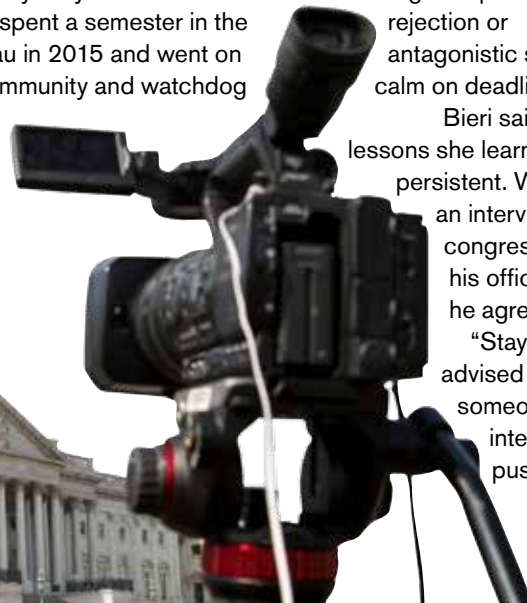 spent a semester in the
au in 2015 and went on
mmunity and watchdog
rejection or
antagonistic s
calm on deadli
Bieri sai
lessons she learn
persistent.
an interv
congres
his offic
he agre
“Stay
advised
someo
inte
pus